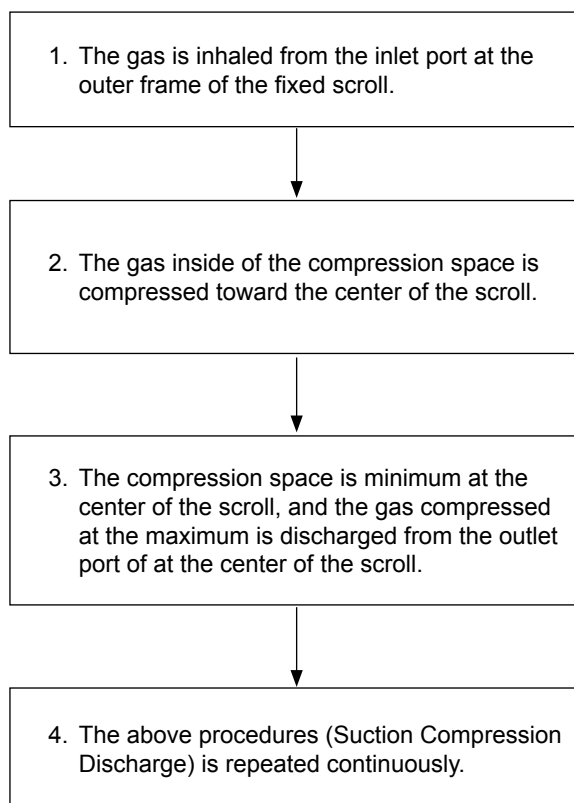 1. The gas is inhaled from the inlet port at the
outer frame of the fixed scroll.
2. The gas inside of the compression space is
compressed toward the center of the scroll.
3. The compression space is minimum at the
center of the scroll, and the gas compressed
at the maximum is discharged from the outlet
port of at the center of the scroll.
4. The above procedures (Suction Compression
Discharge) is repeated continuously.